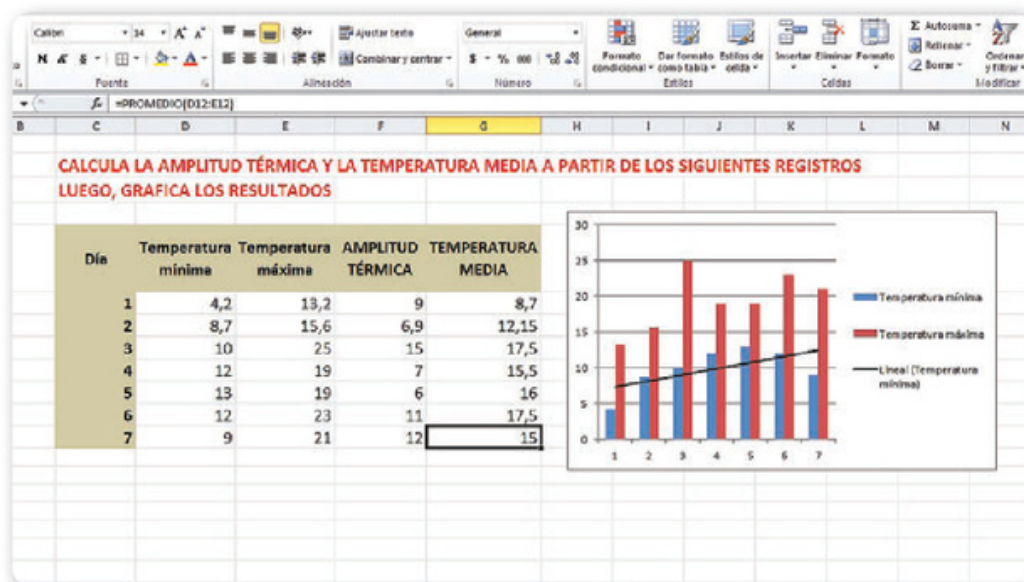 Calibri 14 A A Ajustar texto General Σ Autosuma
N K S Combinar y centrar $ % 000 Formato condicional Dar formato como tabla Estilos de celda Insertar Eliminar Formato Rellenar Borrar Ordenar y filtrar
Fuente Alineación Número Estilos Celdas Modificar
fx =PROMEDIO(D12:E12)
B C D E F G H I J K L M N
CALCULA LA AMPLITUD TÉRMICA Y LA TEMPERATURA MEDIA A PARTIR DE LOS SIGUIENTES REGISTROS
LUEGO, GRAFICA LOS RESULTADOS
Día Temperatura mínima Temperatura máxima AMPLITUD TÉRMICA TEMPERATURA MEDIA
1 4,2 13,2 9 8,7
2 8,7 15,6 6,9 12,15
3 10 25 15 17,5
4 12 19 7 15,5
5 13 19 6 16
6 12 23 11 17,5
7 9 21 12 15
30
25
20
15
10
5
0
1 2 3 4 5 6 7
Temperatura mínima
Temperatura máxima
Lineal (Temperatura
mínima)